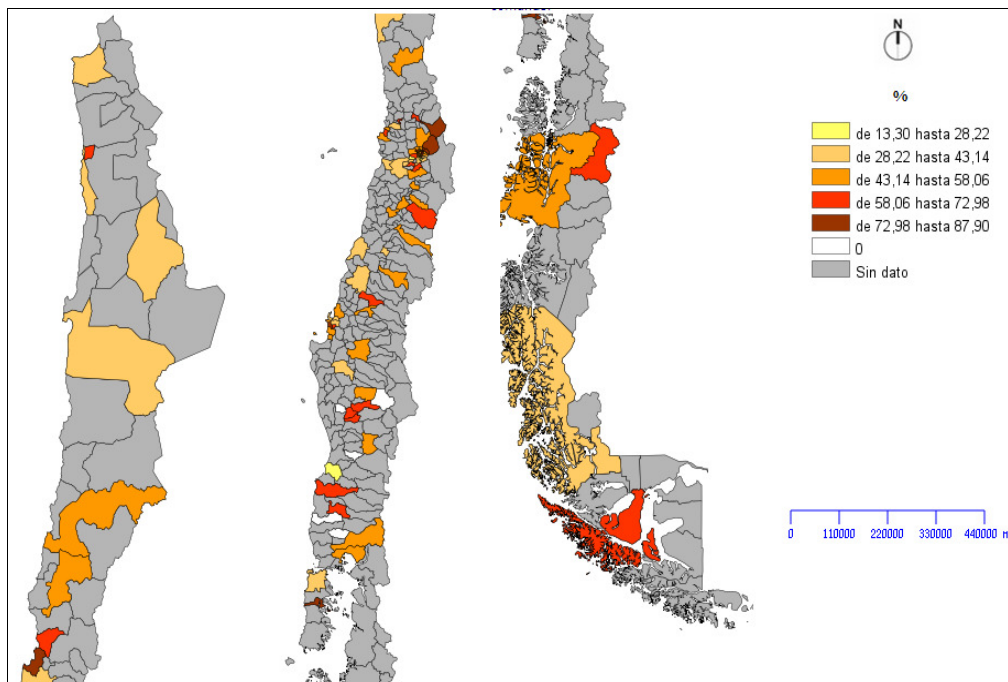 N
%
de 13,30 hasta 28,22
de 28,22 hasta 43,14
de 43,14 hasta 58,06
de 58,06 hasta 72,98
de 72,98 hasta 87,90
0
Sin dato
0 110000 220000 330000 440000 m